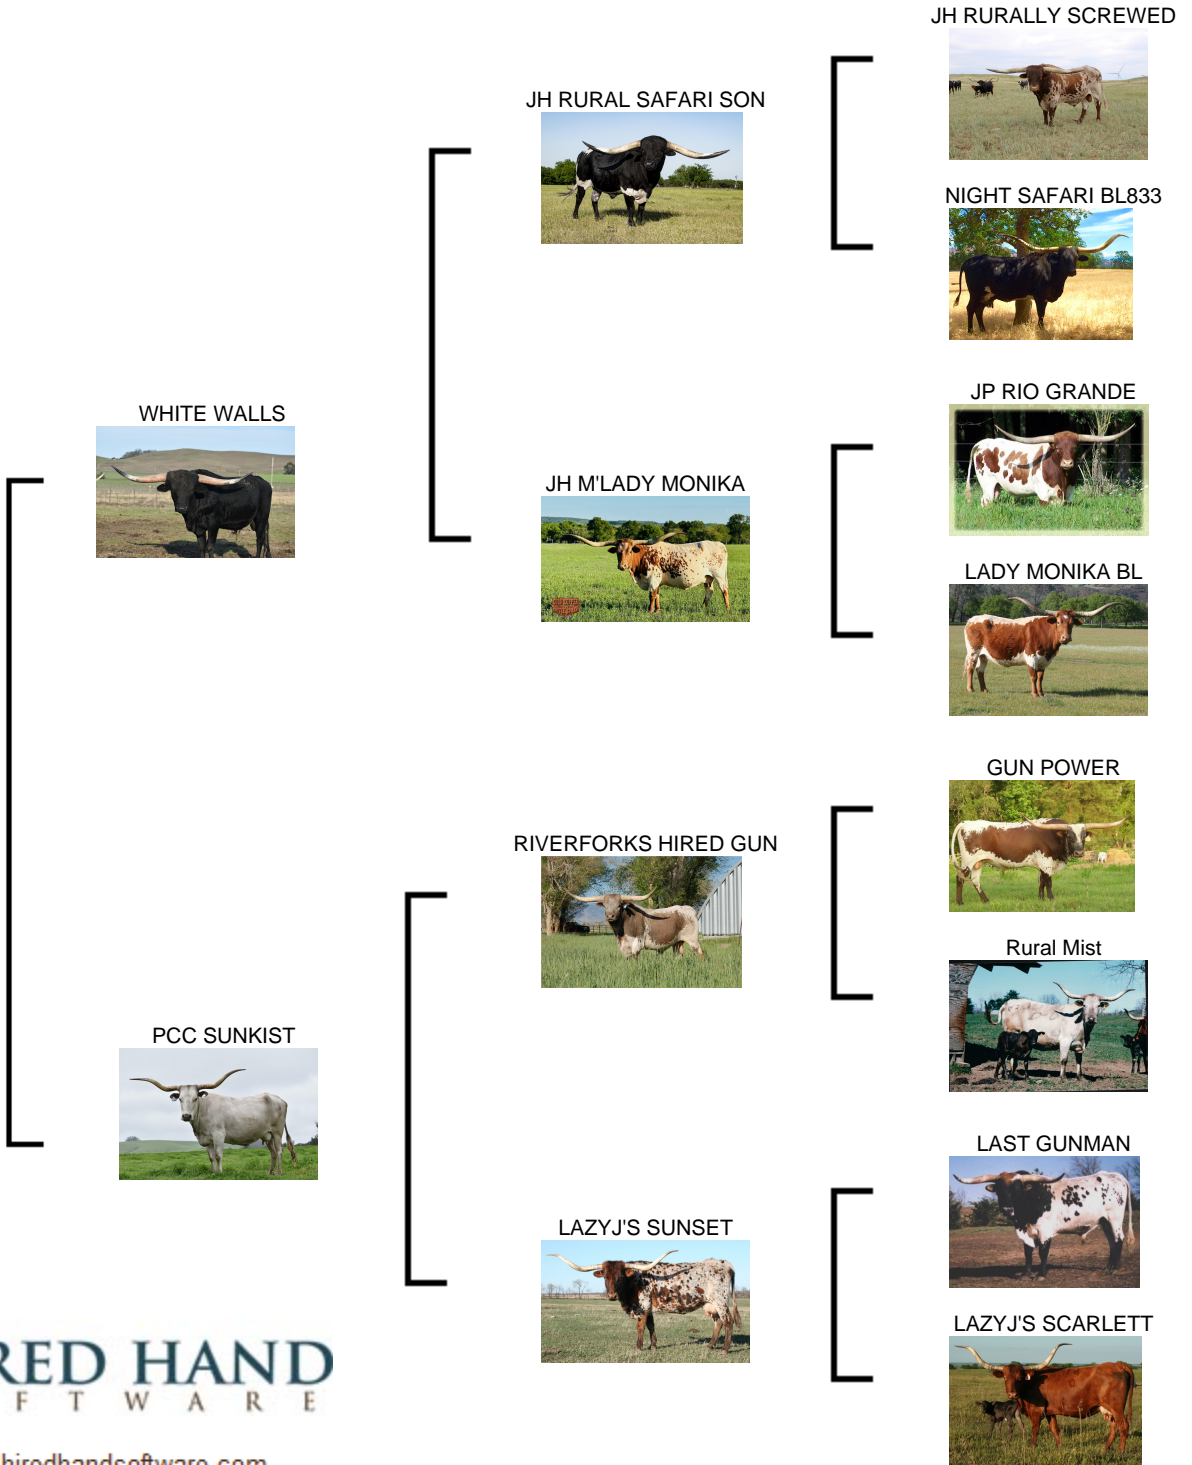 JH RURALLY SCREWED
JH RURAL SAFARI SON
NIGHT SAFARI BL833
JP RIO GRANDE
WHITE WALLS
JH M'LADY MONIKA
LADY MONIKA BL
GUN POWER
RIVERFORKS HIRED GUN
Rural Mist
PCC SUNKIST
LAST GUNMAN
LAZYJ'S SUNSET
LAZYJ'S SCARLETT
RED HAND
F T W A R E
hiredhandsoftware.com